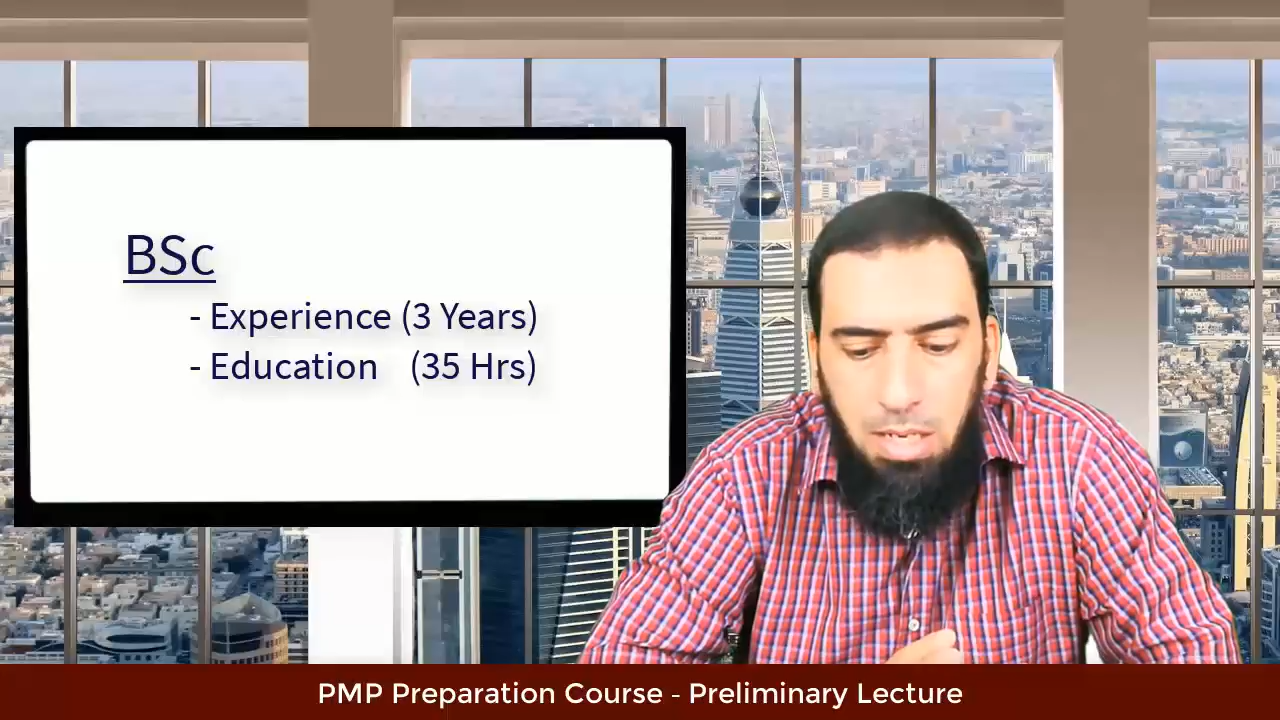 BSc
- Experience (3 Years)
- Education (35 Hrs)
PMP Preparation Course - Preliminary Lecture